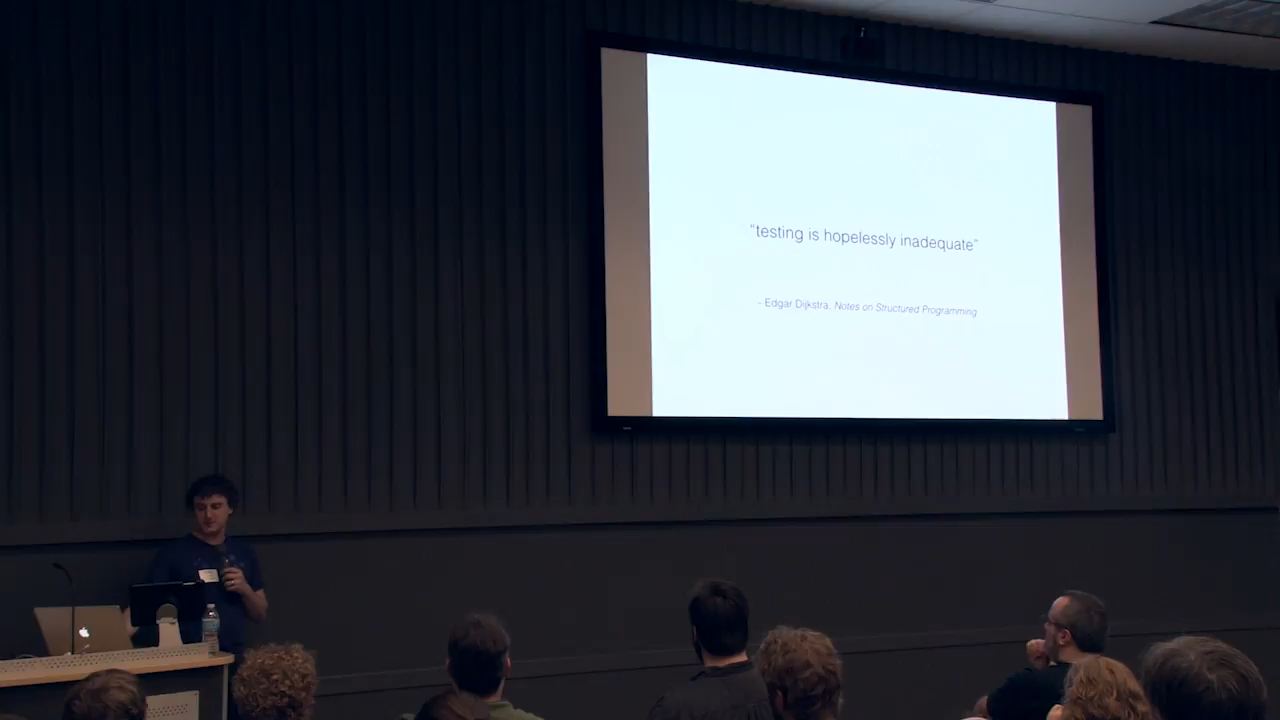 "testing is hopelessly inadequate"
- Edgar Dijkstra, Notes on Structured Programming